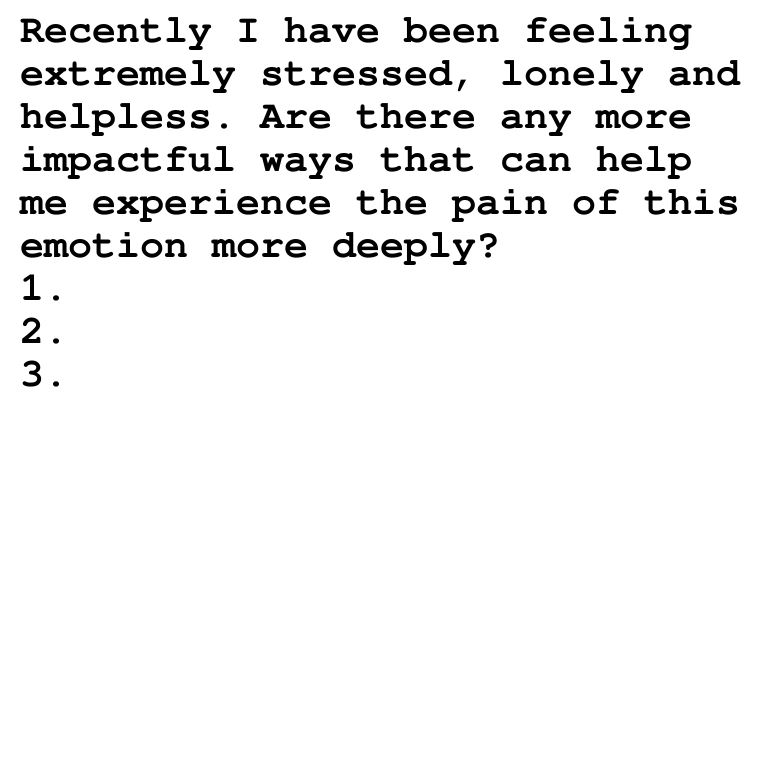 Recently I have been feeling
extremely stressed, lonely and
helpless. Are there any more
impactful ways that can help
me experience the pain of this
emotion more deeply?
1.
2.
3.